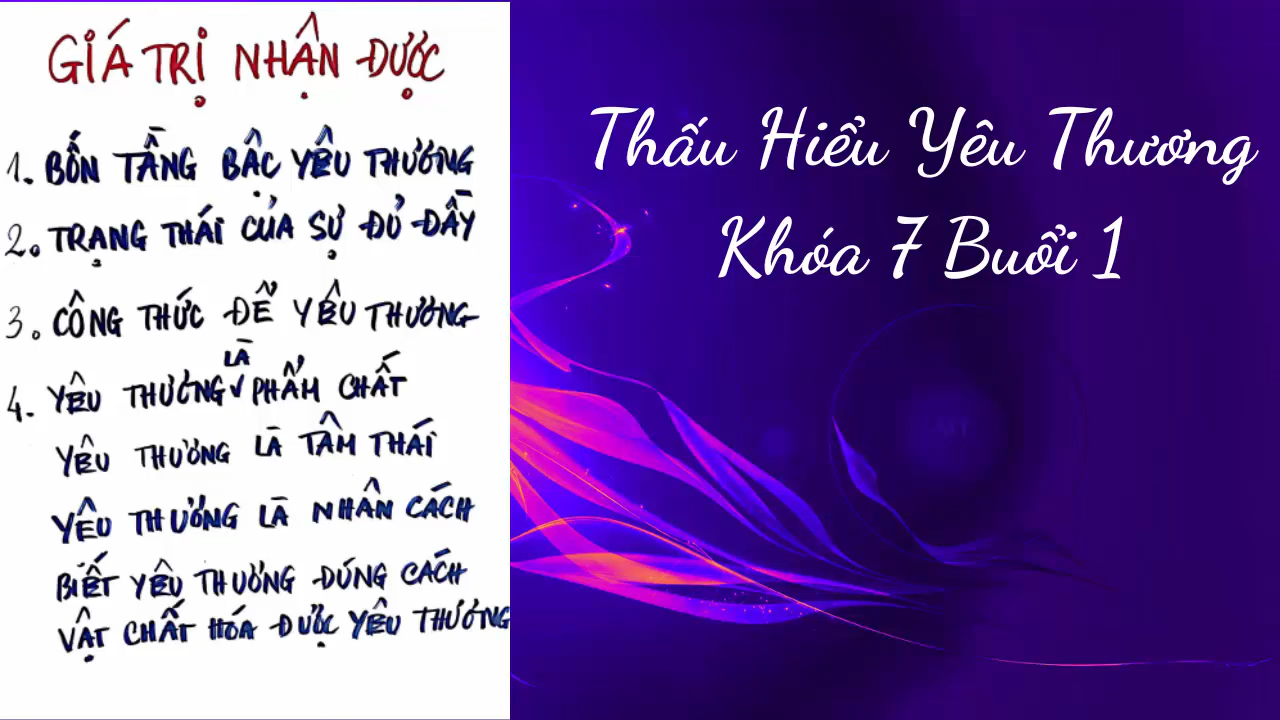 GIÁ TRỊ NHẬN ĐƯỢC
1. BỐN TẦNG BẬC YÊU THƯƠNG
2. TRẠNG THÁI CỦA SỰ ĐỦ ĐẦY
3. CÔNG THỨC ĐỂ YÊU THƯƠNG
4. YÊU THƯƠNG LÀ PHẨM CHẤT
YÊU THƯƠNG LÀ TÂM THÁI
YÊU THƯƠNG LÀ NHÂN CÁCH
BIẾT YÊU THƯƠNG ĐÚNG CÁCH
VẬT CHẤT HÓA ĐƯỢC YÊU THƯƠNG
Thấu Hiểu Yêu Thương
Khóa 7 Buổi 1